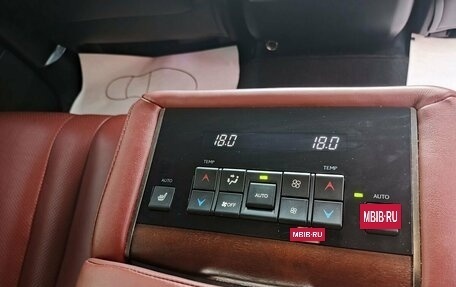 18.0 18.0
TEMP TEMP
AUTO AUTO
OFF AUTO
MBIB.RU
MBIB.RU